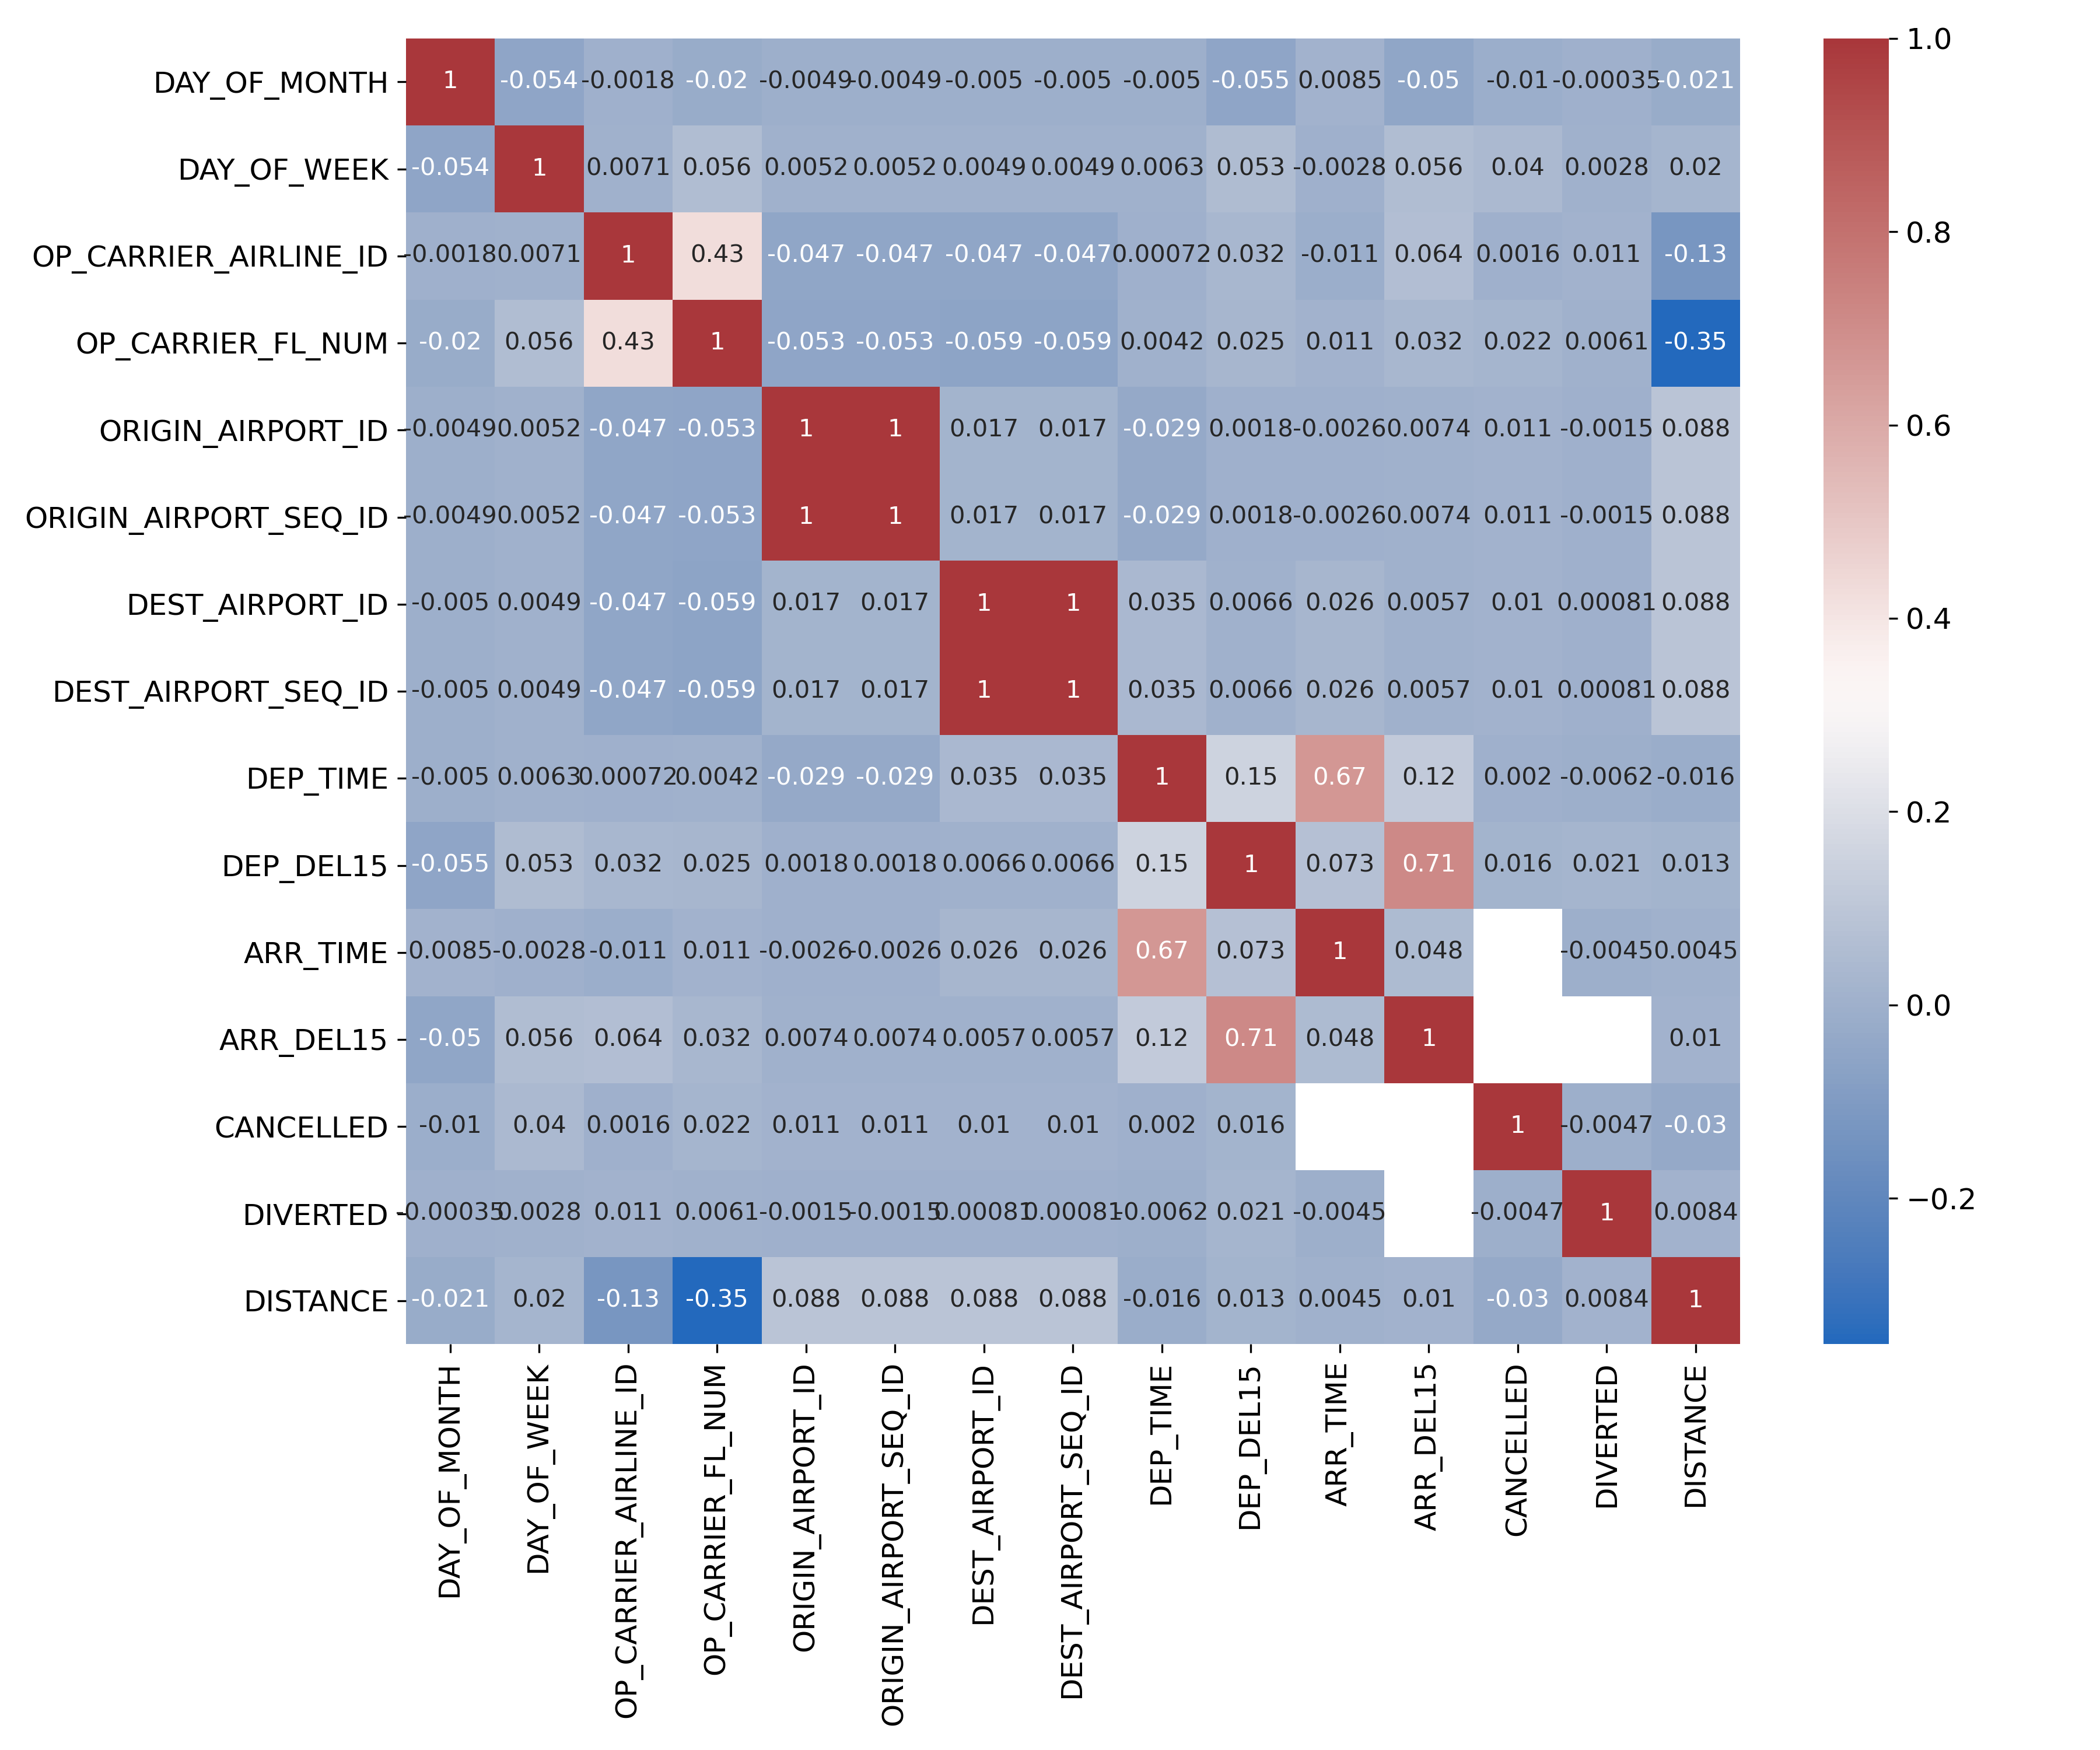 DAY_OF_MONTH 1 -0.054 -0.0018 -0.02 -0.0049 -0.0049 -0.005 -0.005 -0.005 -0.055 0.0085 -0.05 -0.01 -0.00035 -0.021
DAY_OF_WEEK -0.054 1 0.0071 0.056 0.0052 0.0052 0.0049 0.0049 0.0063 0.053 -0.0028 0.056 0.04 0.0028 0.02
OP_CARRIER_AIRLINE_ID -0.0018 0.0071 1 0.43 -0.047 -0.047 -0.047 -0.047 0.00072 0.032 -0.011 0.064 0.0016 0.011 -0.13
OP_CARRIER_FL_NUM -0.02 0.056 0.43 1 -0.053 -0.053 -0.059 -0.059 0.0042 0.025 0.011 0.032 0.022 0.0061 -0.35
ORIGIN_AIRPORT_ID -0.0049 0.0052 -0.047 -0.053 1 1 0.017 0.017 -0.029 0.0018 -0.0026 0.0074 0.011 -0.0015 0.088
ORIGIN_AIRPORT_SEQ_ID -0.0049 0.0052 -0.047 -0.053 1 1 0.017 0.017 -0.029 0.0018 -0.0026 0.0074 0.011 -0.0015 0.088
DEST_AIRPORT_ID -0.005 0.0049 -0.047 -0.059 0.017 0.017 1 1 0.035 0.0066 0.026 0.0057 0.01 0.00081 0.088
DEST_AIRPORT_SEQ_ID -0.005 0.0049 -0.047 -0.059 0.017 0.017 1 1 0.035 0.0066 0.026 0.0057 0.01 0.00081 0.088
DEP_TIME -0.005 0.0063 0.00072 0.0042 -0.029 -0.029 0.035 0.035 1 0.15 0.67 0.12 0.002 -0.0062 -0.016
DEP_DEL15 -0.055 0.053 0.032 0.025 0.0018 0.0018 0.0066 0.0066 0.15 1 0.073 0.71 0.016 0.021 0.013
ARR_TIME 0.0085 -0.0028 -0.011 0.011 -0.0026 -0.0026 0.026 0.026 0.67 0.073 1 0.048 -0.0045 0.0045
ARR_DEL15 -0.05 0.056 0.064 0.032 0.0074 0.0074 0.0057 0.0057 0.12 0.71 0.048 1 0.01
CANCELLED -0.01 0.04 0.0016 0.022 0.011 0.011 0.01 0.01 0.002 0.016 1 -0.0047 -0.03
DIVERTED -0.00035 0.0028 0.011 0.0061 -0.0015 -0.0015 0.00081 0.00081 -0.0062 0.021 -0.0045 -0.0047 1 0.0084
DISTANCE -0.021 0.02 -0.13 -0.35 0.088 0.088 0.088 0.088 -0.016 0.013 0.0045 0.01 -0.03 0.0084 1
DAY_OF_MONTH
DAY_OF_WEEK
OP_CARRIER_AIRLINE_ID
OP_CARRIER_FL_NUM
ORIGIN_AIRPORT_ID
ORIGIN_AIRPORT_SEQ_ID
DEST_AIRPORT_ID
DEST_AIRPORT_SEQ_ID
DEP_TIME
DEP_DEL15
ARR_TIME
ARR_DEL15
CANCELLED
DIVERTED
DISTANCE
1.0
0.8
0.6
0.4
0.2
0.0
−0.2